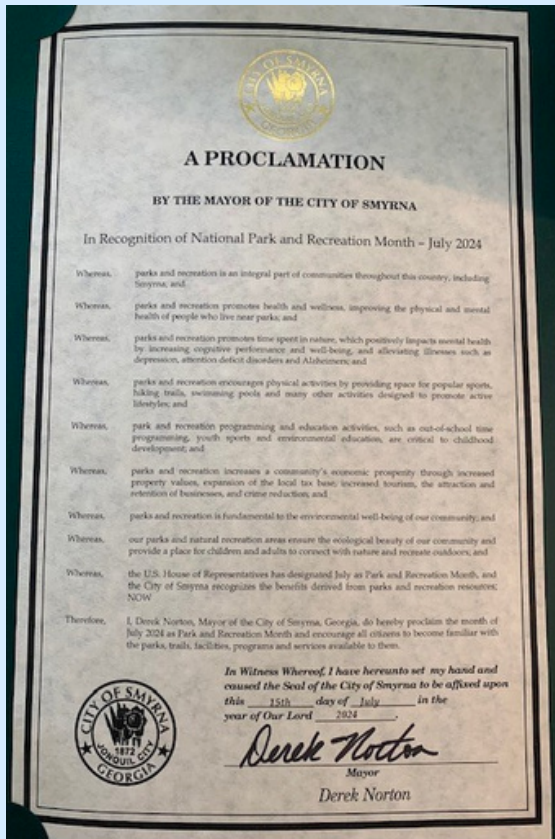 CITY OF SMYRNA
GEORGIA
A PROCLAMATION
BY THE MAYOR OF THE CITY OF SMYRNA
In Recognition of National Park and Recreation Month – July 2024
Whereas, parks and recreation is an integral part of communities throughout this country, including
Smyrna; and
Whereas, parks and recreation promotes health and wellness, improving the physical and mental
health of people who live near parks; and
Whereas, parks and recreation promotes time spent in nature, which positively impacts mental health
by increasing cognitive performance and well-being, and alleviating illnesses such as
depression, attention deficit disorders and Alzheimers; and
Whereas, parks and recreation encourages physical activities by providing space for popular sports,
hiking trails, swimming pools and many other activities designed to promote active
lifestyles; and
Whereas, park and recreation programming and education activities, such as out-of-school time
programming, youth sports and environmental education, are critical to childhood
development; and
Whereas, parks and recreation increases a community's economic prosperity through increased
property values, expansion of the local tax base, increased tourism, the attraction and
retention of businesses, and crime reduction; and
Whereas, parks and recreation is fundamental to the environmental well-being of our community; and
Whereas, our parks and natural recreation areas ensure the ecological beauty of our community and
provide a place for children and adults to connect with nature and recreate outdoors; and
Whereas, the U.S. House of Representatives has designated July as Park and Recreation Month, and
the City of Smyrna recognizes the benefits derived from parks and recreation resources;
NOW
Therefore, I, Derek Norton, Mayor of the City of Smyrna, Georgia, do hereby proclaim the month of
July 2024 as Park and Recreation Month and encourage all citizens to become familiar with
the parks, trails, facilities, programs and services available to them.
In Witness Whereof, I have hereunto set my hand and
caused the Seal of the City of Smyrna to be affixed upon
this 15th day of July in the
year of Our Lord 2024.
CITY OF SMYRNA
1872
JONQUIL CITY
GEORGIA
Derek Norton
Mayor
Derek Norton